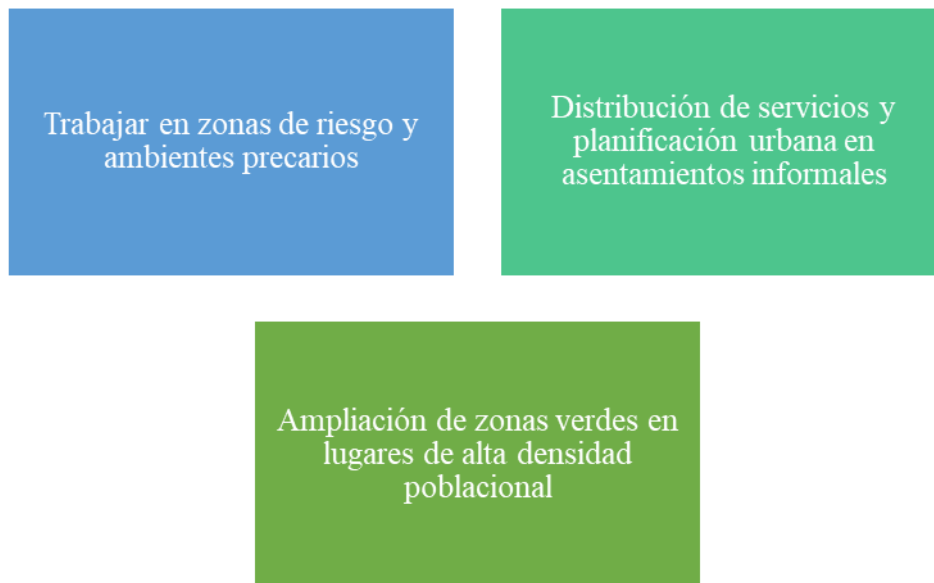 Trabajar en zonas de riesgo y
ambientes precarios
Distribución de servicios y
planificación urbana en
asentamientos informales
Ampliación de zonas verdes en
lugares de alta densidad
poblacional